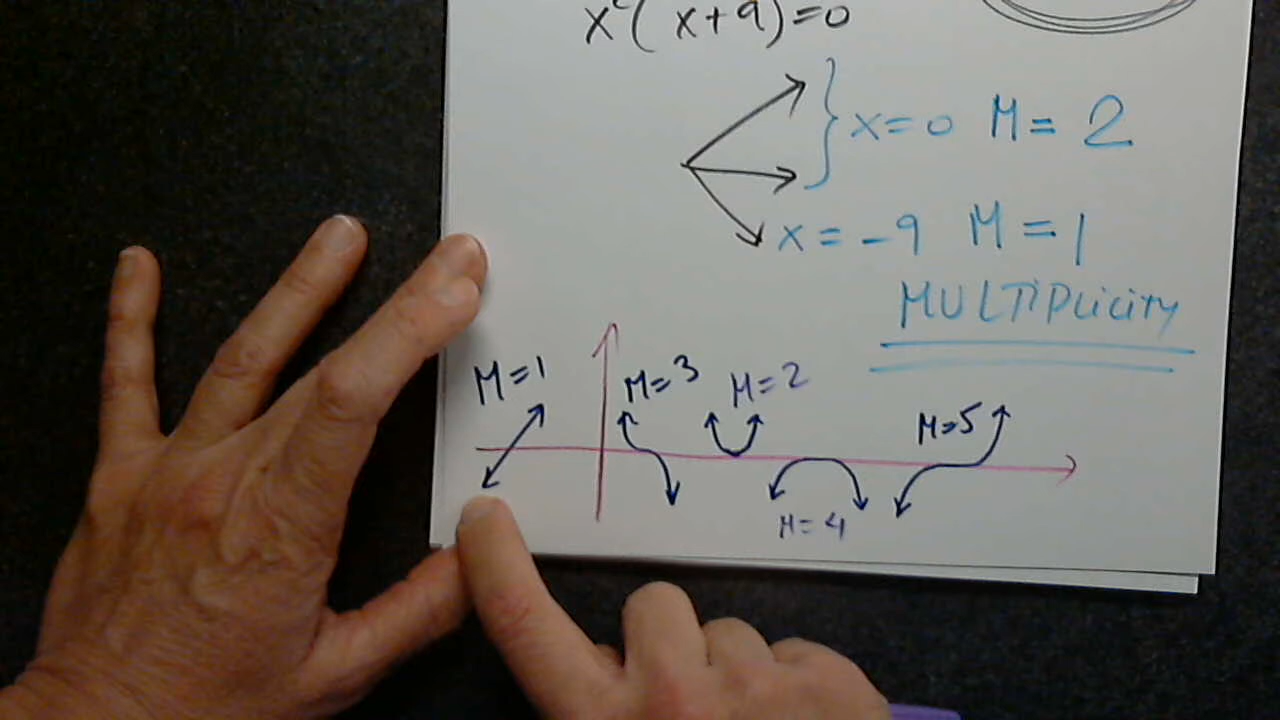 x²(x+9)=0
x=0 M=2
x=-9 M=1
MULTIPlicity
M=1
M=3
M=2
M=5
M=4